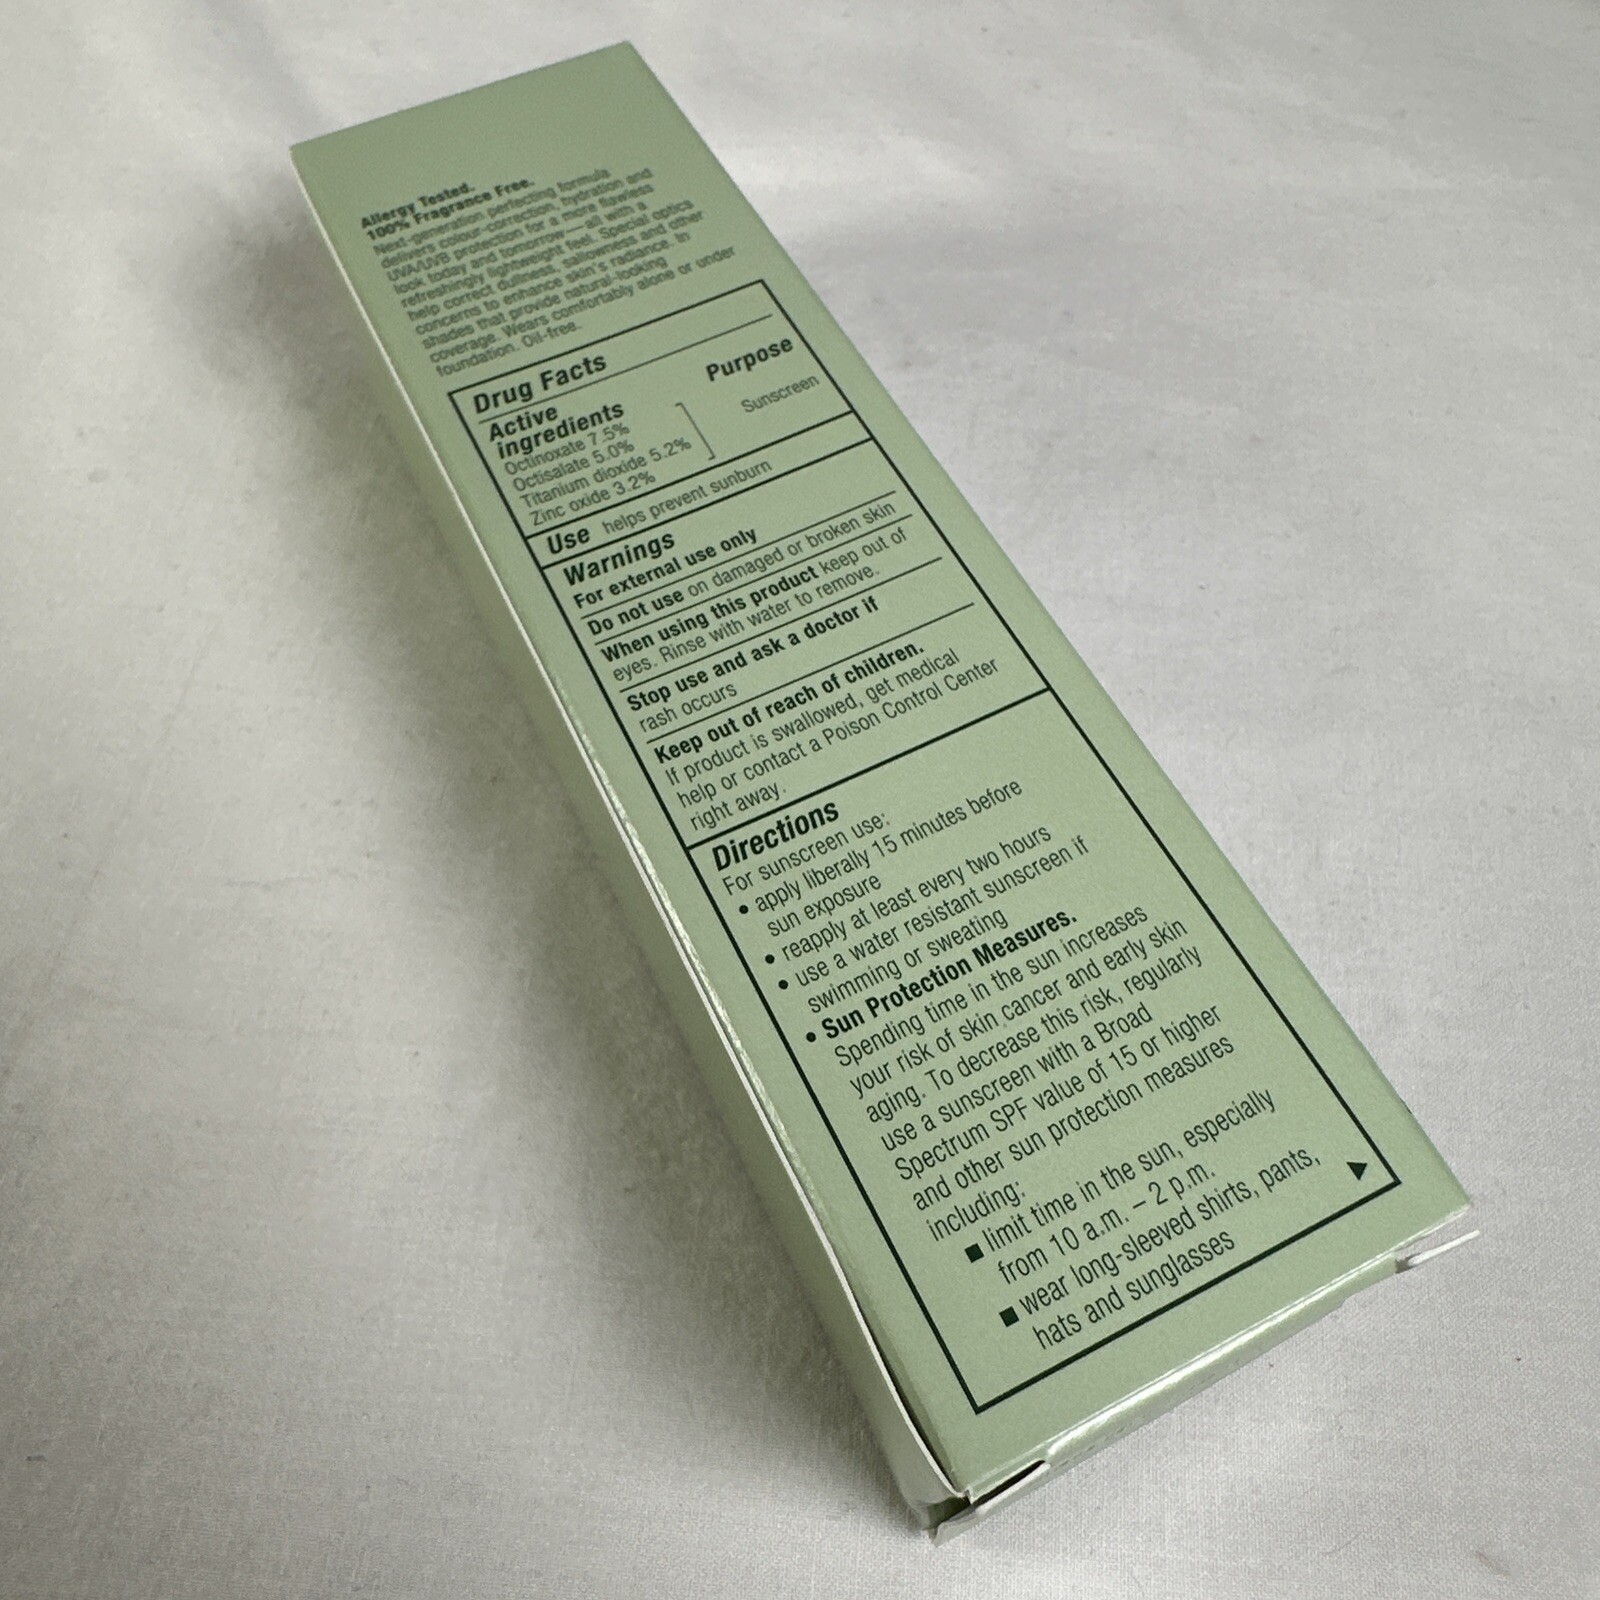 Allergy Tested.
100% Fragrance Free.
Next-generation perfecting formula
delivers colour-correction, hydration and
UVA/UVB protection for a more flawless
look today and tomorrow—all with a
refreshingly lightweight feel. Special optics
help correct dullness, sallowness and other
concerns to enhance skin's radiance. In
shades that provide natural-looking
coverage. Wears comfortably alone or under
foundation. Oil-free.
Drug Facts
Active
ingredients
Purpose
Octinoxate 7.5%
Octisalate 5.0%
Titanium dioxide 5.2%
Zinc oxide 3.2%
Sunscreen
Use helps prevent sunburn
Warnings
For external use only
Do not use on damaged or broken skin
When using this product keep out of
eyes. Rinse with water to remove.
Stop use and ask a doctor if
rash occurs
Keep out of reach of children.
If product is swallowed, get medical
help or contact a Poison Control Center
right away.
Directions
For sunscreen use:
• apply liberally 15 minutes before
sun exposure
• reapply at least every two hours
• use a water resistant sunscreen if
swimming or sweating
• Sun Protection Measures.
Spending time in the sun increases
your risk of skin cancer and early skin
aging. To decrease this risk, regularly
use a sunscreen with a Broad
Spectrum SPF value of 15 or higher
and other sun protection measures
including:
■ limit time in the sun, especially
from 10 a.m. – 2 p.m.
■ wear long-sleeved shirts, pants,
hats and sunglasses